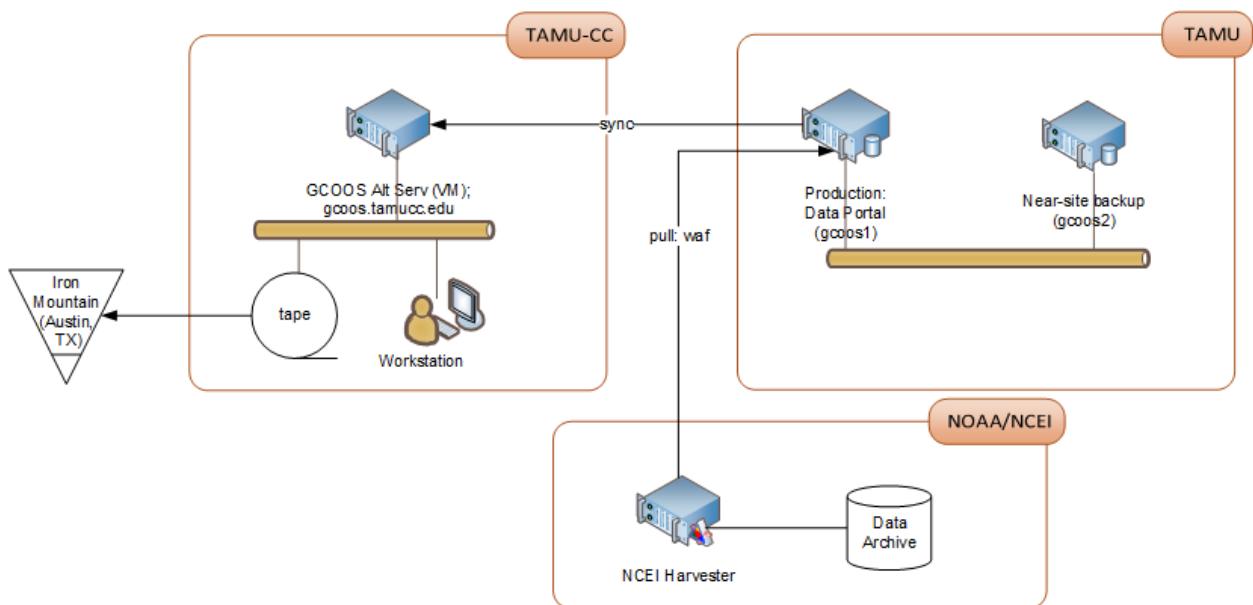 TAMU-CC
TAMU
sync
GCOOS Alt Serv (VM);
gcoos.tamucc.edu
Production:
Data Portal
(gcoos1)
Near-site backup
(gcoos2)
pull: waf
Iron
Mountain
(Austin,
TX)
tape
Workstation
NOAA/NCEI
Data
Archive
NCEI Harvester